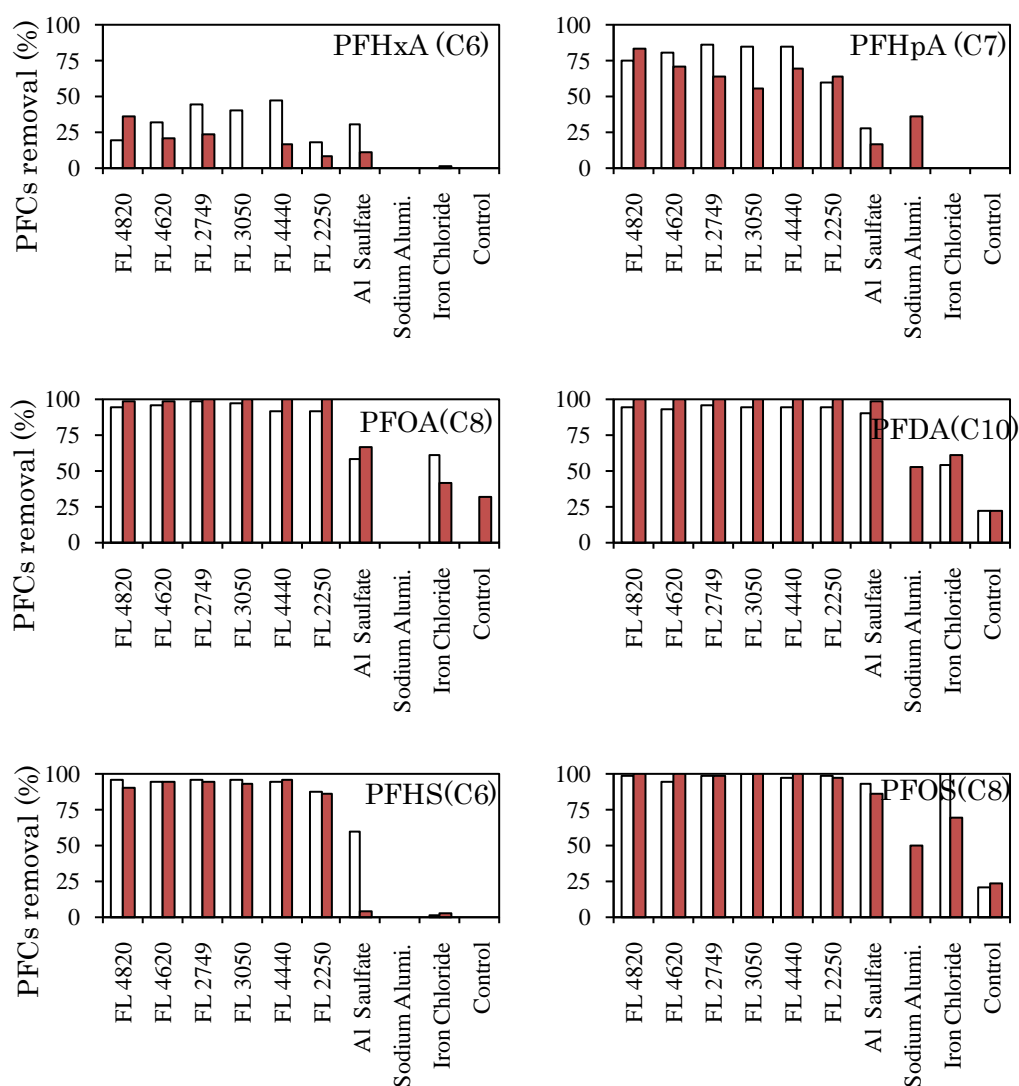 PFCs removal (%)
100
75
50
25
0
PFHxA (C6)
FL 4820
FL 4620
FL 2749
FL 3050
FL 4440
FL 2250
Al Saulfate
Sodium Alumi.
Iron Chloride
Control
100
75
50
25
0
PFHpA (C7)
FL 4820
FL 4620
FL 2749
FL 3050
FL 4440
FL 2250
Al Saulfate
Sodium Alumi.
Iron Chloride
Control
PFCs removal (%)
100
75
50
25
0
PFOA(C8)
FL 4820
FL 4620
FL 2749
FL 3050
FL 4440
FL 2250
Al Saulfate
Sodium Alumi.
Iron Chloride
Control
100
75
50
25
0
PFDA(C10)
FL 4820
FL 4620
FL 2749
FL 3050
FL 4440
FL 2250
Al Saulfate
Sodium Alumi.
Iron Chloride
Control
PFCs removal (%)
100
75
50
25
0
PFHS(C6)
FL 4820
FL 4620
FL 2749
FL 3050
FL 4440
FL 2250
Al Saulfate
Sodium Alumi.
Iron Chloride
Control
100
75
50
25
0
PFOS(C8)
FL 4820
FL 4620
FL 2749
FL 3050
FL 4440
FL 2250
Al Saulfate
Sodium Alumi.
Iron Chloride
Control